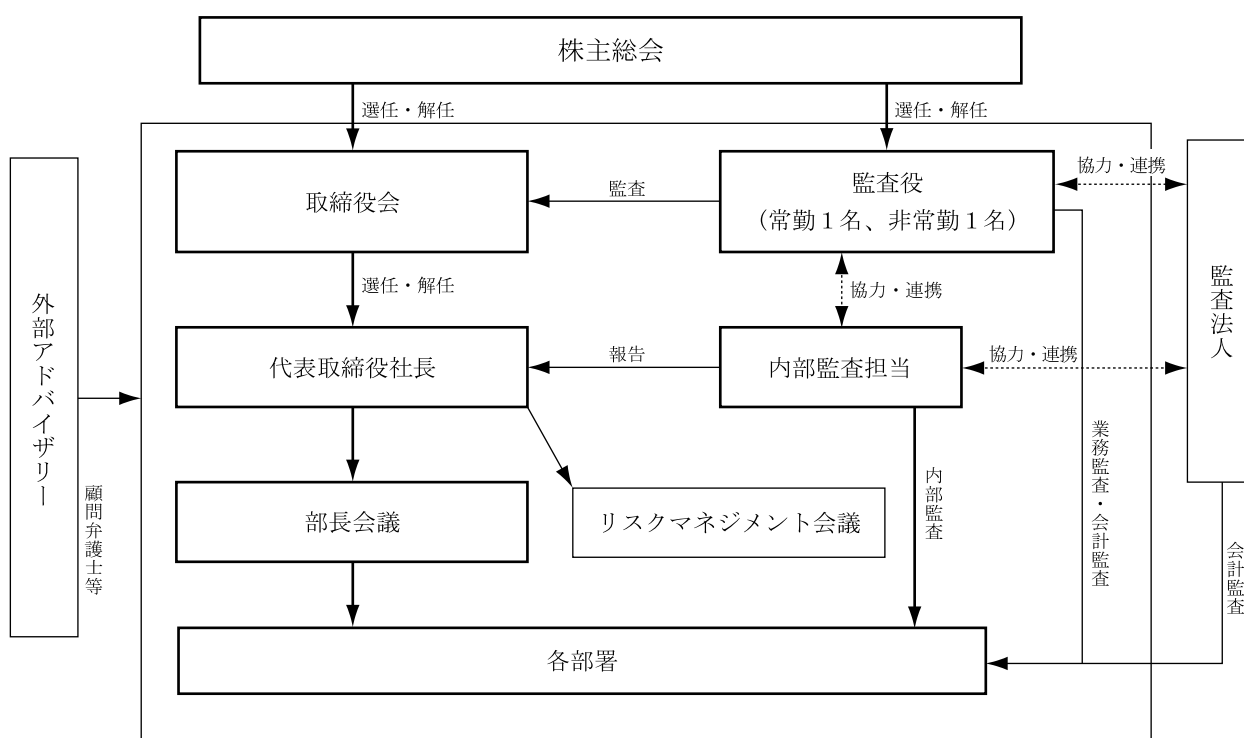 株主総会
選任・解任
選任・解任
取締役会
監査
監査役
（常勤１名、非常勤１名）
協力・連携
選任・解任
協力・連携
外部アドバイザリー
顧問弁護士等
代表取締役社長
報告
内部監査担当
協力・連携
監査法人
部長会議
リスクマネジメント会議
内部監査
業務監査・会計監査
会計監査
各部署